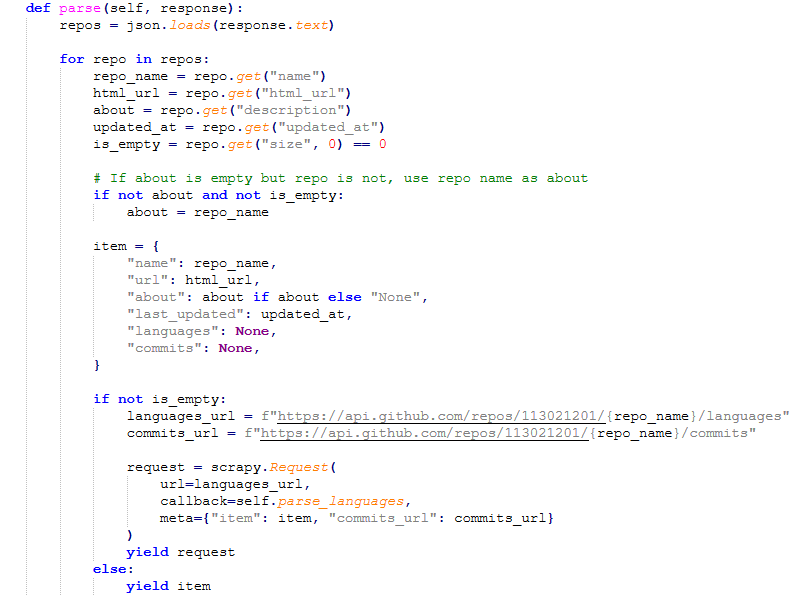 def parse(self, response):
    repos = json.loads(response.text)

    for repo in repos:
        repo_name = repo.get("name")
        html_url = repo.get("html_url")
        about = repo.get("description")
        updated_at = repo.get("updated_at")
        is_empty = repo.get("size", 0) == 0

        # If about is empty but repo is not, use repo name as about
        if not about and not is_empty:
            about = repo_name

        item = {
            "name": repo_name,
            "url": html_url,
            "about": about if about else "None",
            "last_updated": updated_at,
            "languages": None,
            "commits": None,
        }

        if not is_empty:
            languages_url = f"https://api.github.com/repos/113021201/{repo_name}/languages"
            commits_url = f"https://api.github.com/repos/113021201/{repo_name}/commits"

            request = scrapy.Request(
                url=languages_url,
                callback=self.parse_languages,
                meta={"item": item, "commits_url": commits_url}
            )
            yield request
        else:
            yield item